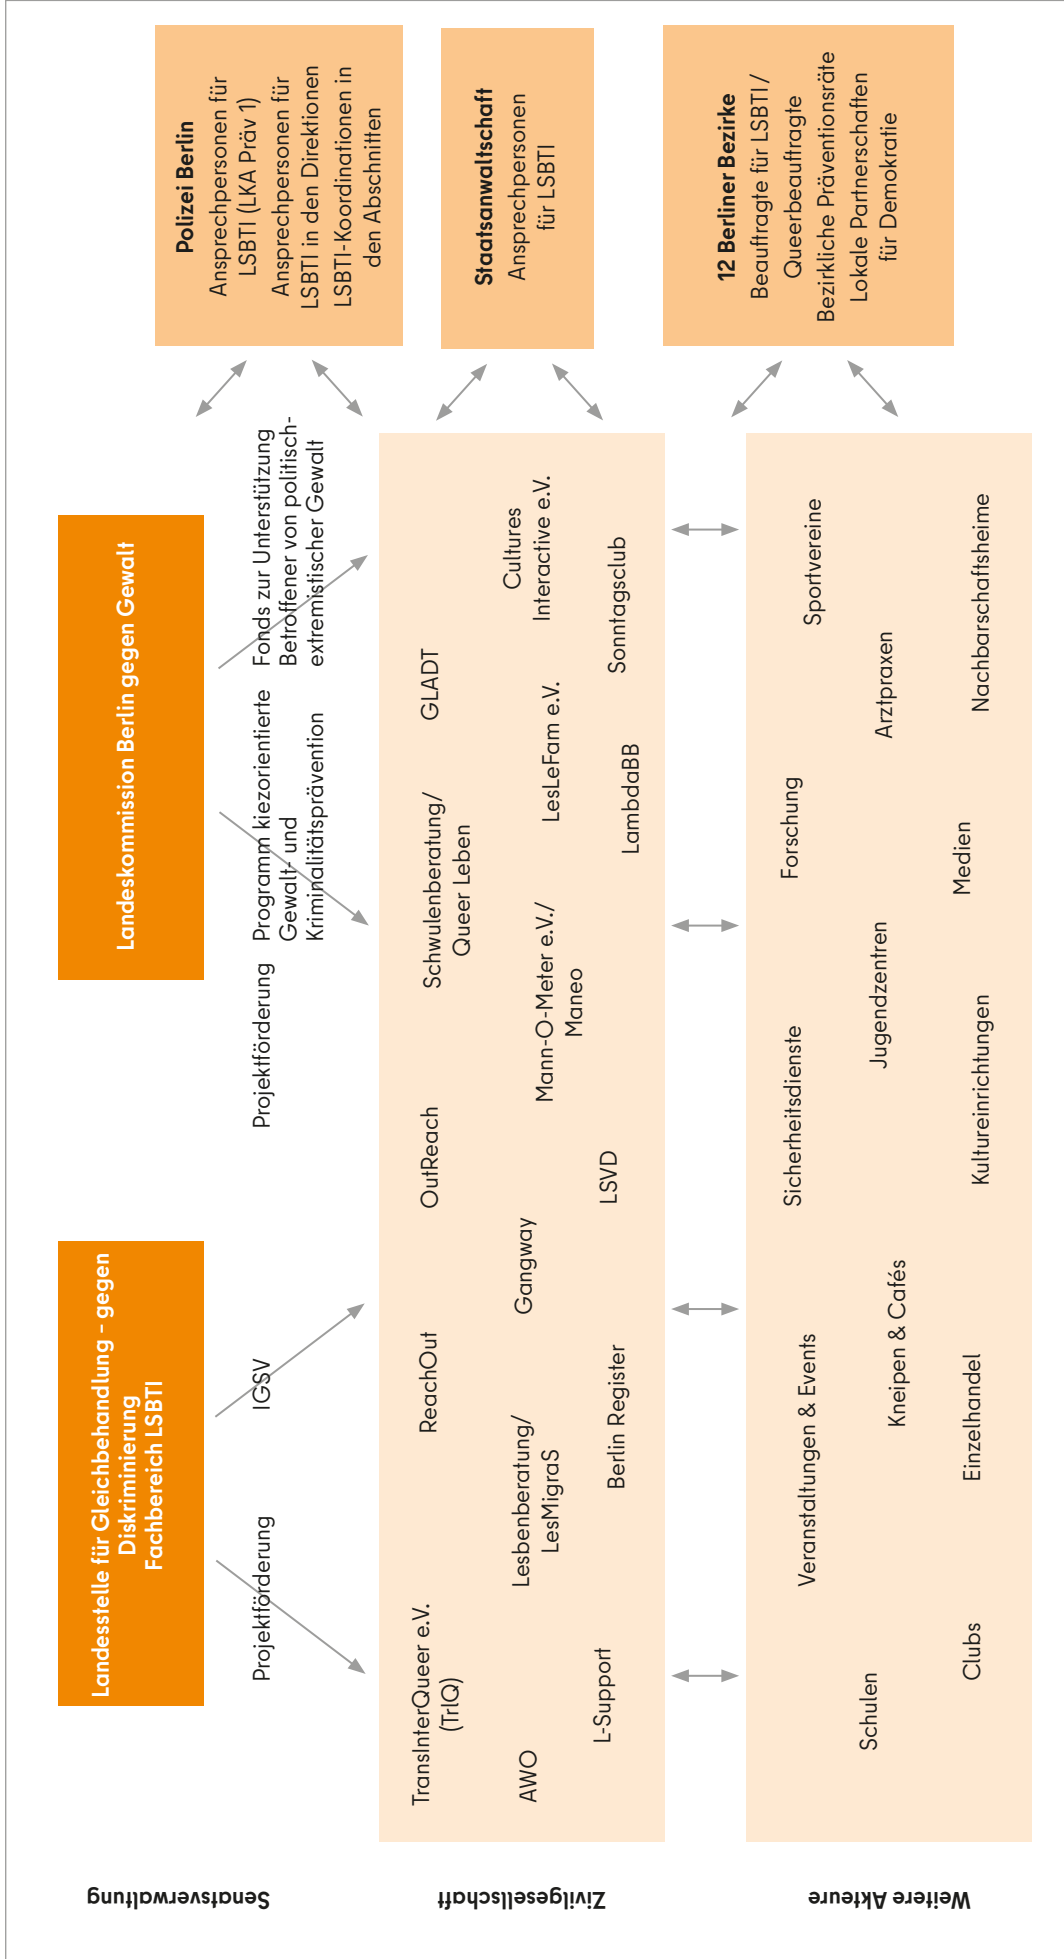 Senatsverwaltung
Landesstelle für Gleichbehandlung – gegen
Diskriminierung
Fachbereich LSBTI
Landeskommission Berlin gegen Gewalt
Projektförderung
IGSV
Projektförderung
Programm kiezorientierte
Gewalt- und
Kriminalitätsprävention
Fonds zur Unterstützung
Betroffener von politisch-
extremistischer Gewalt
Polizei Berlin
Ansprechpersonen für
LSBTI (LKA Präv 1)
Ansprechpersonen für
LSBTI in den Direktionen
LSBTI-Koordinationen in
den Abschnitten
Zivilgesellschaft
TransInterQueer e.V.
(TrIQ)
ReachOut
OutReach
Schwulenberatung/
Queer Leben
GLADT
AWO
Lesbenberatung/
LesMigraS
Gangway
Mann-O-Meter e.V./
Maneo
LesLeFam e.V.
Cultures
Interactive e.V.
L-Support
Berlin Register
LSVD
LambdaBB
Sonntagsclub
Staatsanwaltschaft
Ansprechpersonen
für LSBTI
Weitere Akteure
Veranstaltungen & Events
Sicherheitsdienste
Forschung
Sportvereine
Schulen
Kneipen & Cafés
Jugendzentren
Arztpraxen
Clubs
Einzelhandel
Kultureinrichtungen
Medien
Nachbarschaftsheime
12 Berliner Bezirke
Beauftragte für LSBTI /
Queerbeauftragte
Bezirkliche Präventionsräte
Lokale Partnerschaften
für Demokratie